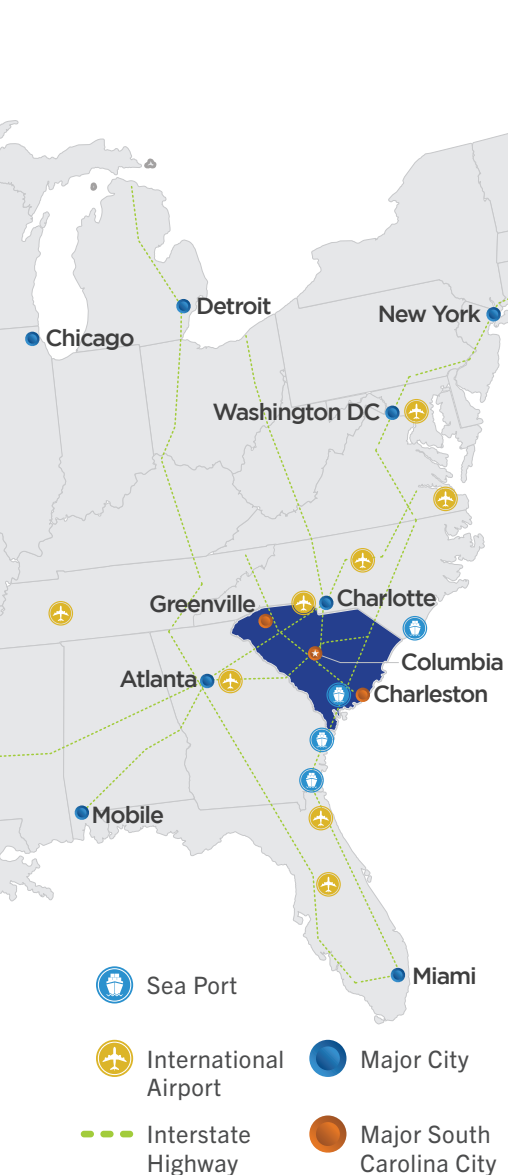 Detroit
New York
Chicago
Washington DC
Greenville
Charlotte
Columbia
Atlanta
Charleston
Mobile
Miami
Sea Port
International
Airport
Major City
Interstate
Highway
Major South
Carolina City